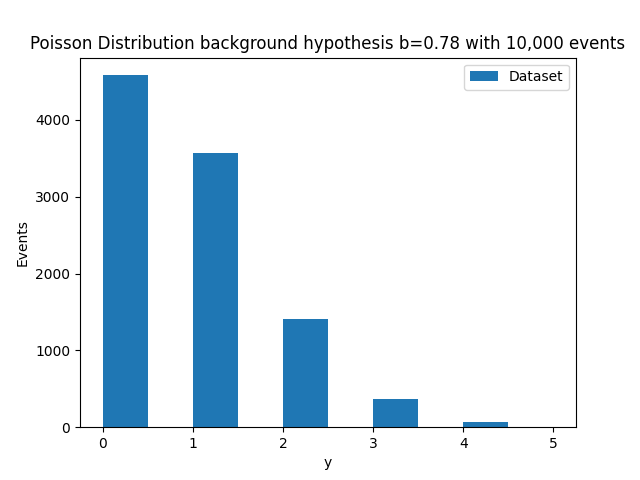 Poisson Distribution background hypothesis b=0.78 with 10,000 events
Dataset
Events
4000
3000
2000
1000
0
0 1 2 3 4 5
y